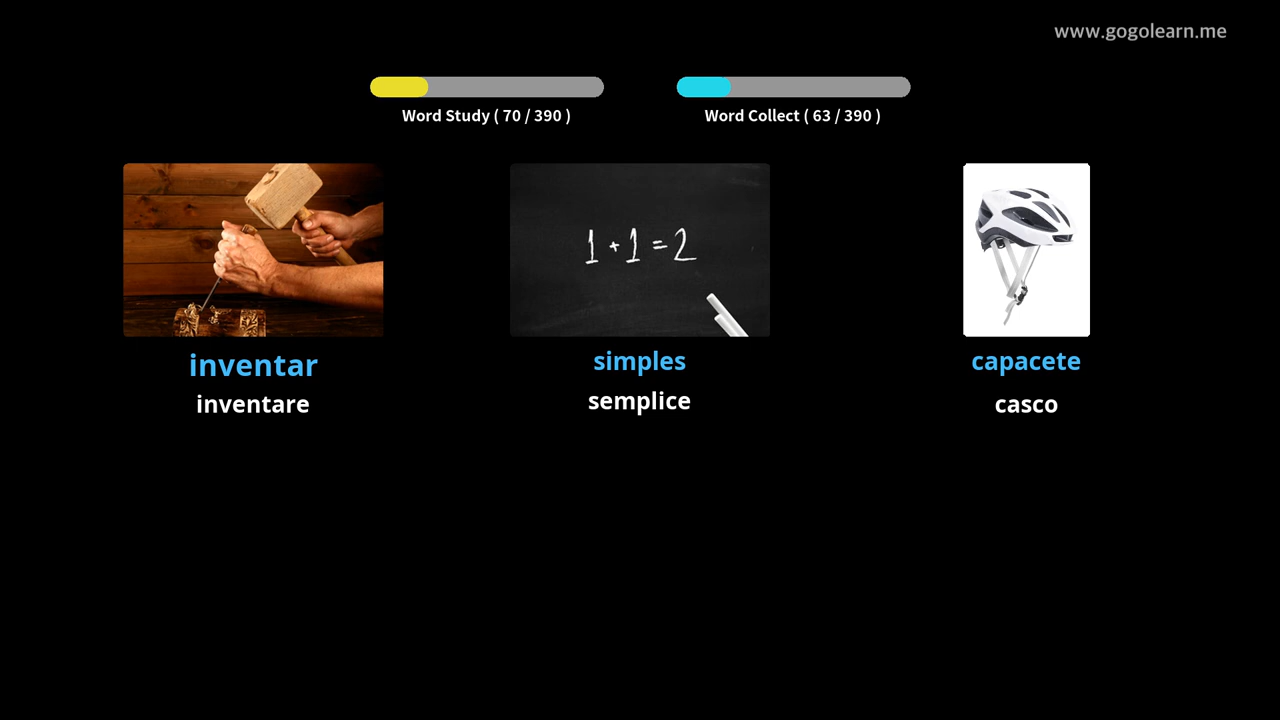 www.gogolearn.me
Word Study ( 70 / 390 )
Word Collect ( 63 / 390 )
1 + 1 = 2
inventar
inventare
simples
semplice
capacete
casco